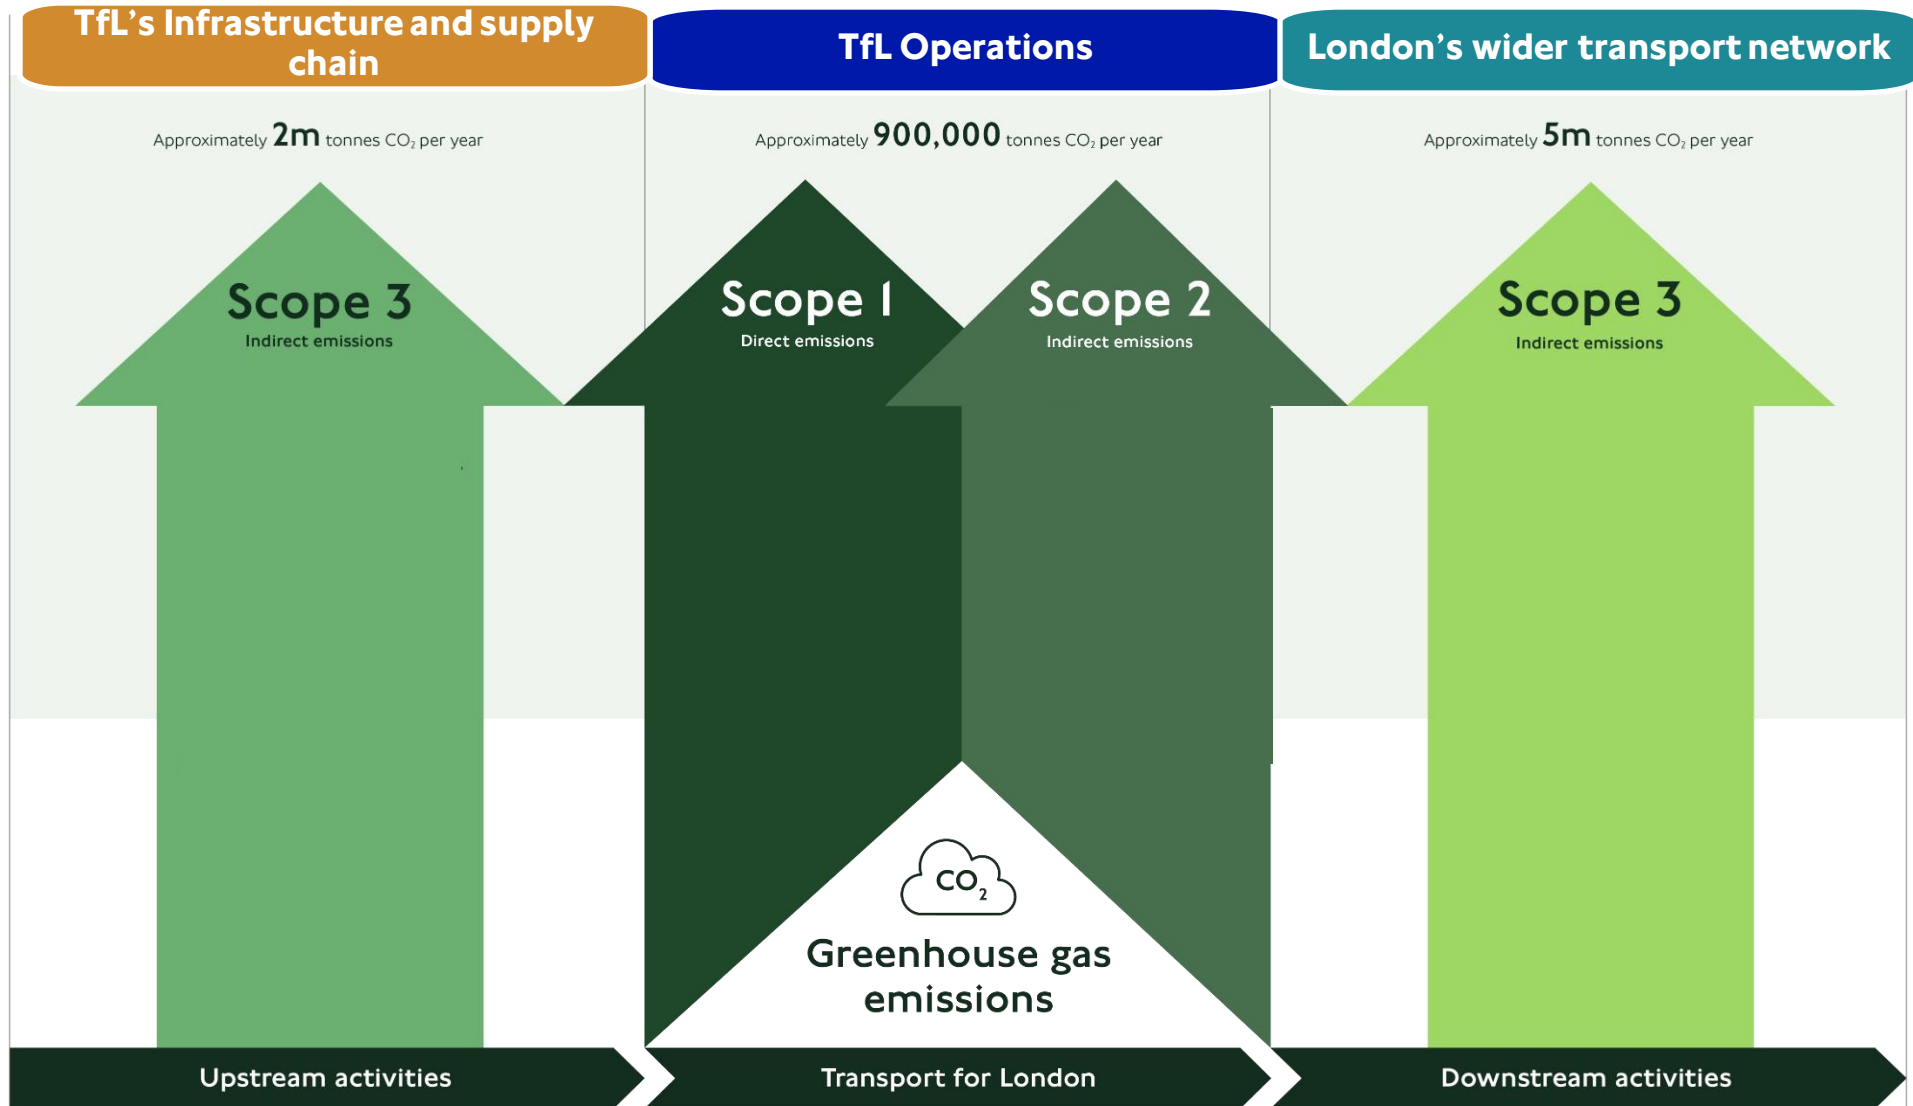 TfL's Infrastructure and supply
chain
TfL Operations
London's wider transport network
Approximately 2m tonnes CO₂ per year
Approximately 900,000 tonnes CO₂ per year
Approximately 5m tonnes CO₂ per year
Scope 3
Indirect emissions
Scope 1
Direct emissions
Scope 2
Indirect emissions
Scope 3
Indirect emissions
CO₂
Greenhouse gas
emissions
Upstream activities
Transport for London
Downstream activities